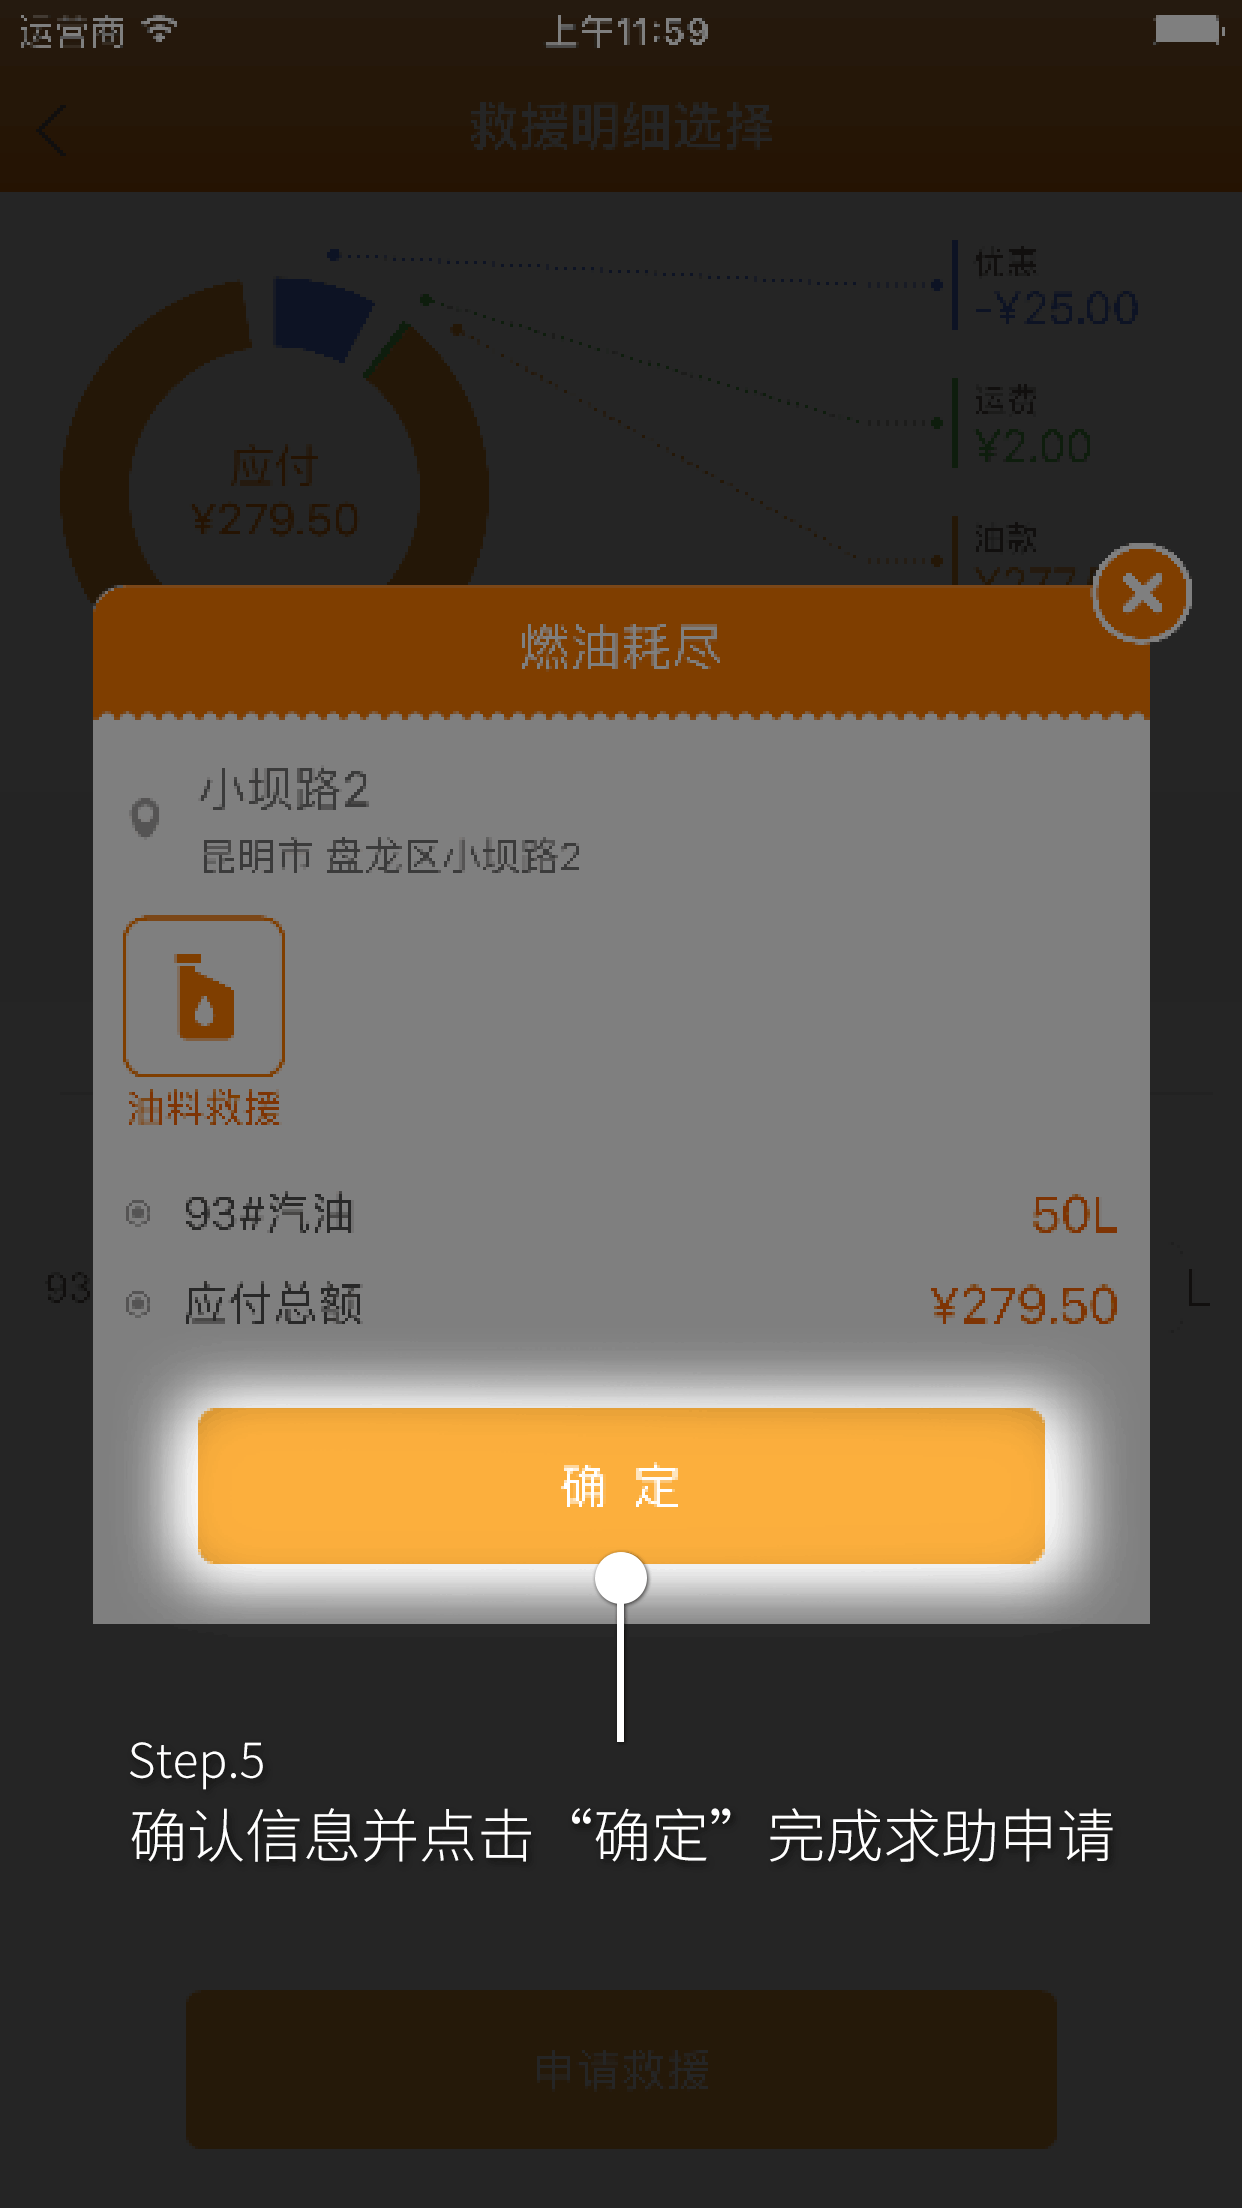 运营商
上午11:59
救援明细选择
优惠
-¥25.00
运费
¥2.00
应付
¥279.50
油款
燃油耗尽
小坝路2
昆明市 盘龙区小坝路2
油料救援
93#汽油
50L
93
L
应付总额
¥279.50
确 定
Step.5
确认信息并点击“确定”完成求助申请
申请救援